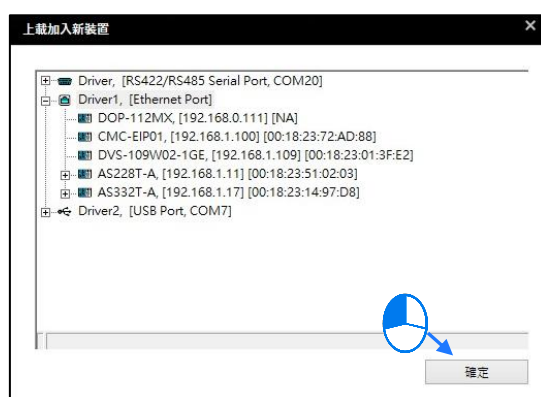 上載加入新裝置
Driver, [RS422/RS485 Serial Port, COM20]
Driver1, [Ethernet Port]
DOP-112MX, [192.168.0.111] [NA]
CMC-EIP01, [192.168.1.100] [00:18:23:72:AD:88]
DVS-109W02-1GE, [192.168.1.109] [00:18:23:01:3F:E2]
AS228T-A, [192.168.1.11] [00:18:23:51:02:03]
AS332T-A, [192.168.1.17] [00:18:23:14:97:D8]
Driver2, [USB Port, COM7]
確定